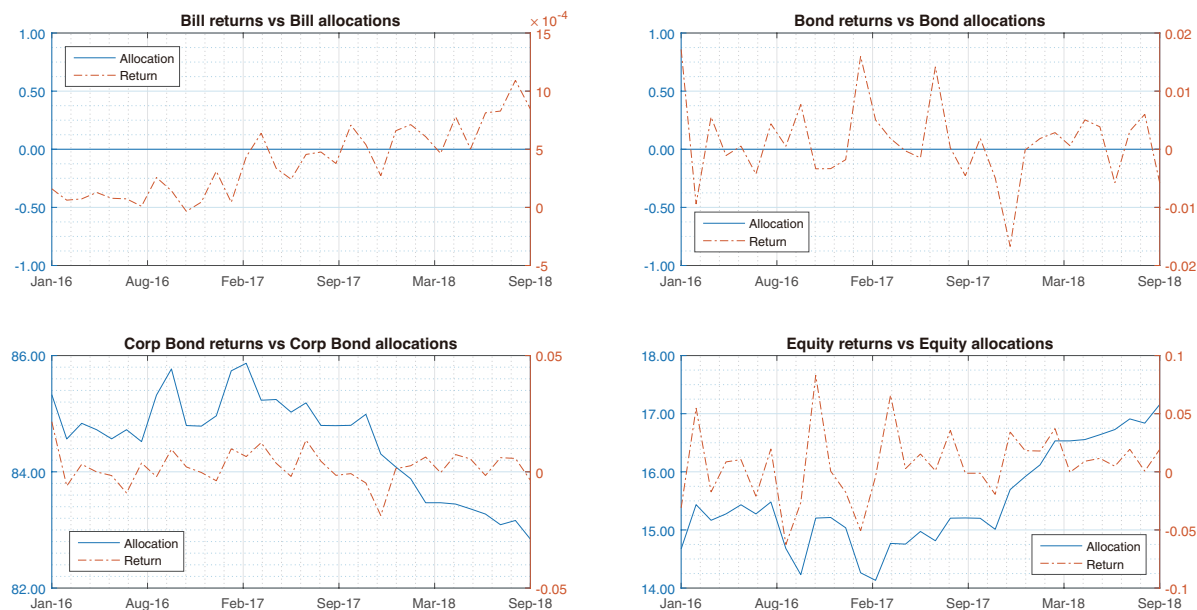 Bill returns vs Bill allocations
× 10⁻⁴
1.00
0.50
0.00
-0.50
-1.00
Allocation
Return
15
10
5
0
-5
Jan-16
Aug-16
Feb-17
Sep-17
Mar-18
Sep-18
Bond returns vs Bond allocations
1.00
0.50
0.00
-0.50
-1.00
Allocation
Return
0.02
0.01
0
-0.01
-0.02
Jan-16
Aug-16
Feb-17
Sep-17
Mar-18
Sep-18
Corp Bond returns vs Corp Bond allocations
86.00
84.00
82.00
Allocation
Return
0.05
0
-0.05
Jan-16
Aug-16
Feb-17
Sep-17
Mar-18
Sep-18
Equity returns vs Equity allocations
18.00
17.00
16.00
15.00
14.00
Allocation
Return
0.1
0.05
0
-0.05
-0.1
Jan-16
Aug-16
Feb-17
Sep-17
Mar-18
Sep-18